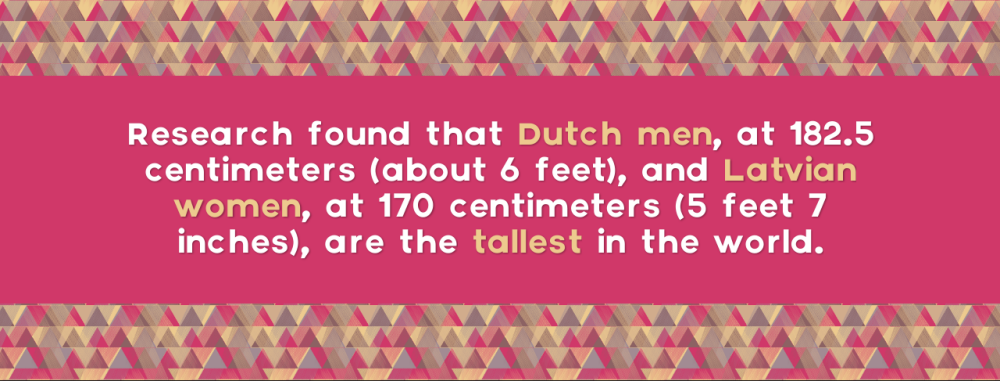 Research found that Dutch men, at 182.5
centimeters (about 6 feet), and Latvian
women, at 170 centimeters (5 feet 7
inches), are the tallest in the world.